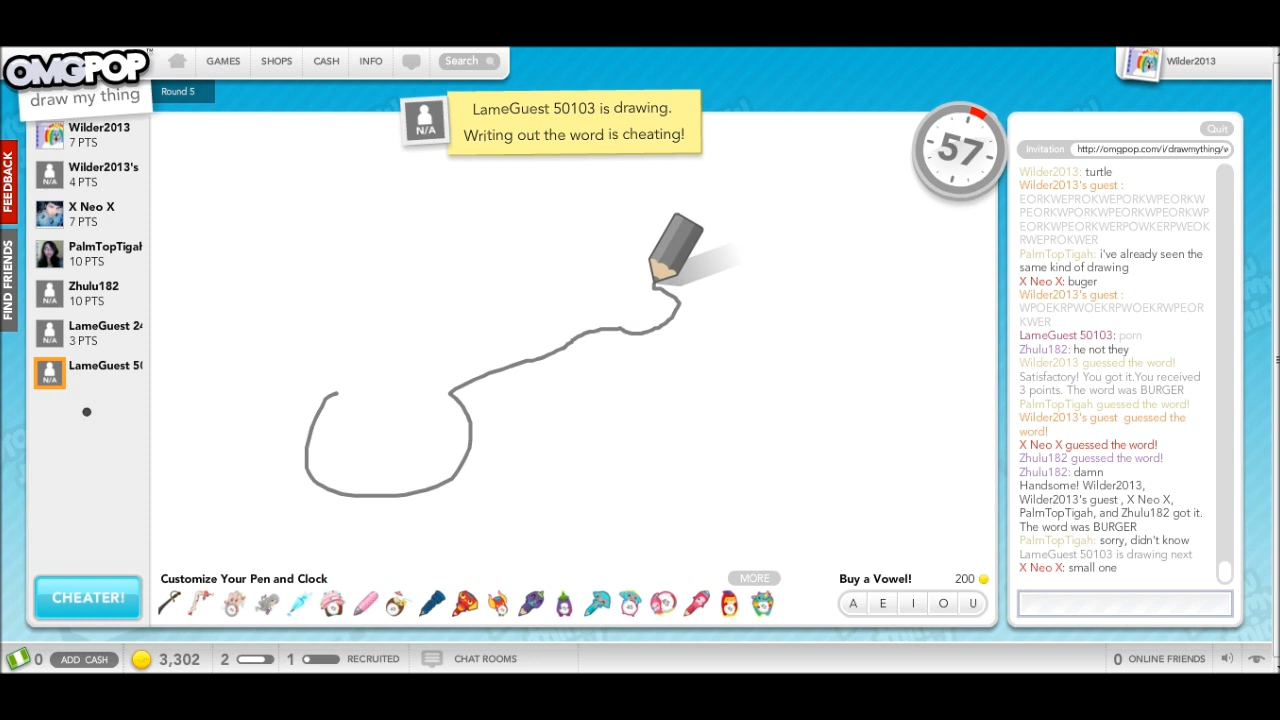 OMGPOP™
draw my thing
GAMES
SHOPS
CASH
INFO
Search
Wilder2013
Round 5
LameGuest 50103 is drawing.
Writing out the word is cheating!
57
FEEDBACK
FIND FRIENDS
Wilder2013
7 PTS
N/A
Wilder2013's
4 PTS
X Neo X
7 PTS
PalmTopTigah
10 PTS
N/A
Zhulu182
10 PTS
N/A
LameGuest 24
3 PTS
N/A
LameGuest 50
N/A
CHEATER!
Quit
Invitation http://omgpop.com/i/drawmything/
Wilder2013: turtle
Wilder2013's guest :
EORKWEPROKWEPORKWPEORKW
PEORKWPORKWPEORKWPEORKWP
EORKWPEORKWERPOWKERPWEOK
RWEPROKWER
PalmTopTigah: i've already seen the
same kind of drawing
X Neo X: buger
Wilder2013's guest :
WPOEKRPWOEKRPWOEKRWPEOR
KWER
LameGuest 50103: porn
Zhulu182: he not they
Wilder2013 guessed the word!
Satisfactory! You got it.You received
3 points. The word was BURGER
PalmTopTigah guessed the word!
Wilder2013's guest  guessed the
word!
X Neo X guessed the word!
Zhulu182 guessed the word!
Zhulu182: damn
Handsome! Wilder2013,
Wilder2013's guest , X Neo X,
PalmTopTigah, and Zhulu182 got it.
The word was BURGER
PalmTopTigah: sorry, didn't know
LameGuest 50103 is drawing next
X Neo X: small one
Customize Your Pen and Clock
MORE
Buy a Vowel!
200
A E I O U
0 ADD CASH
3,302
2
1
RECRUITED
CHAT ROOMS
0 ONLINE FRIENDS